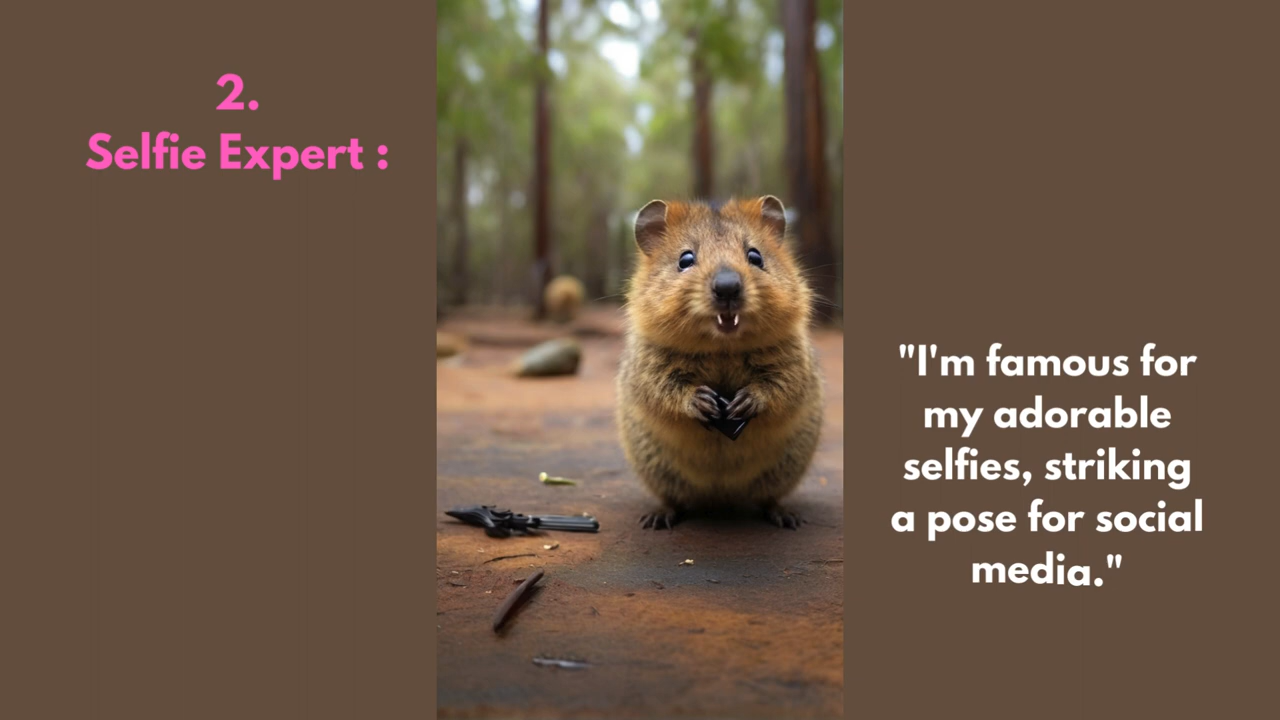 2.
Selfie Expert :
"I'm famous for
my adorable
selfies, striking
a pose for social
media."